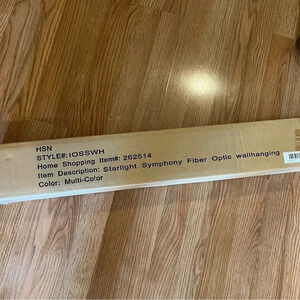 HSN
STYLE#:IOSSWH
Home Shopping Item#: 262514
Item Description: Starlight Symphony Fiber Optic wallhanging
Color: Multi-Color